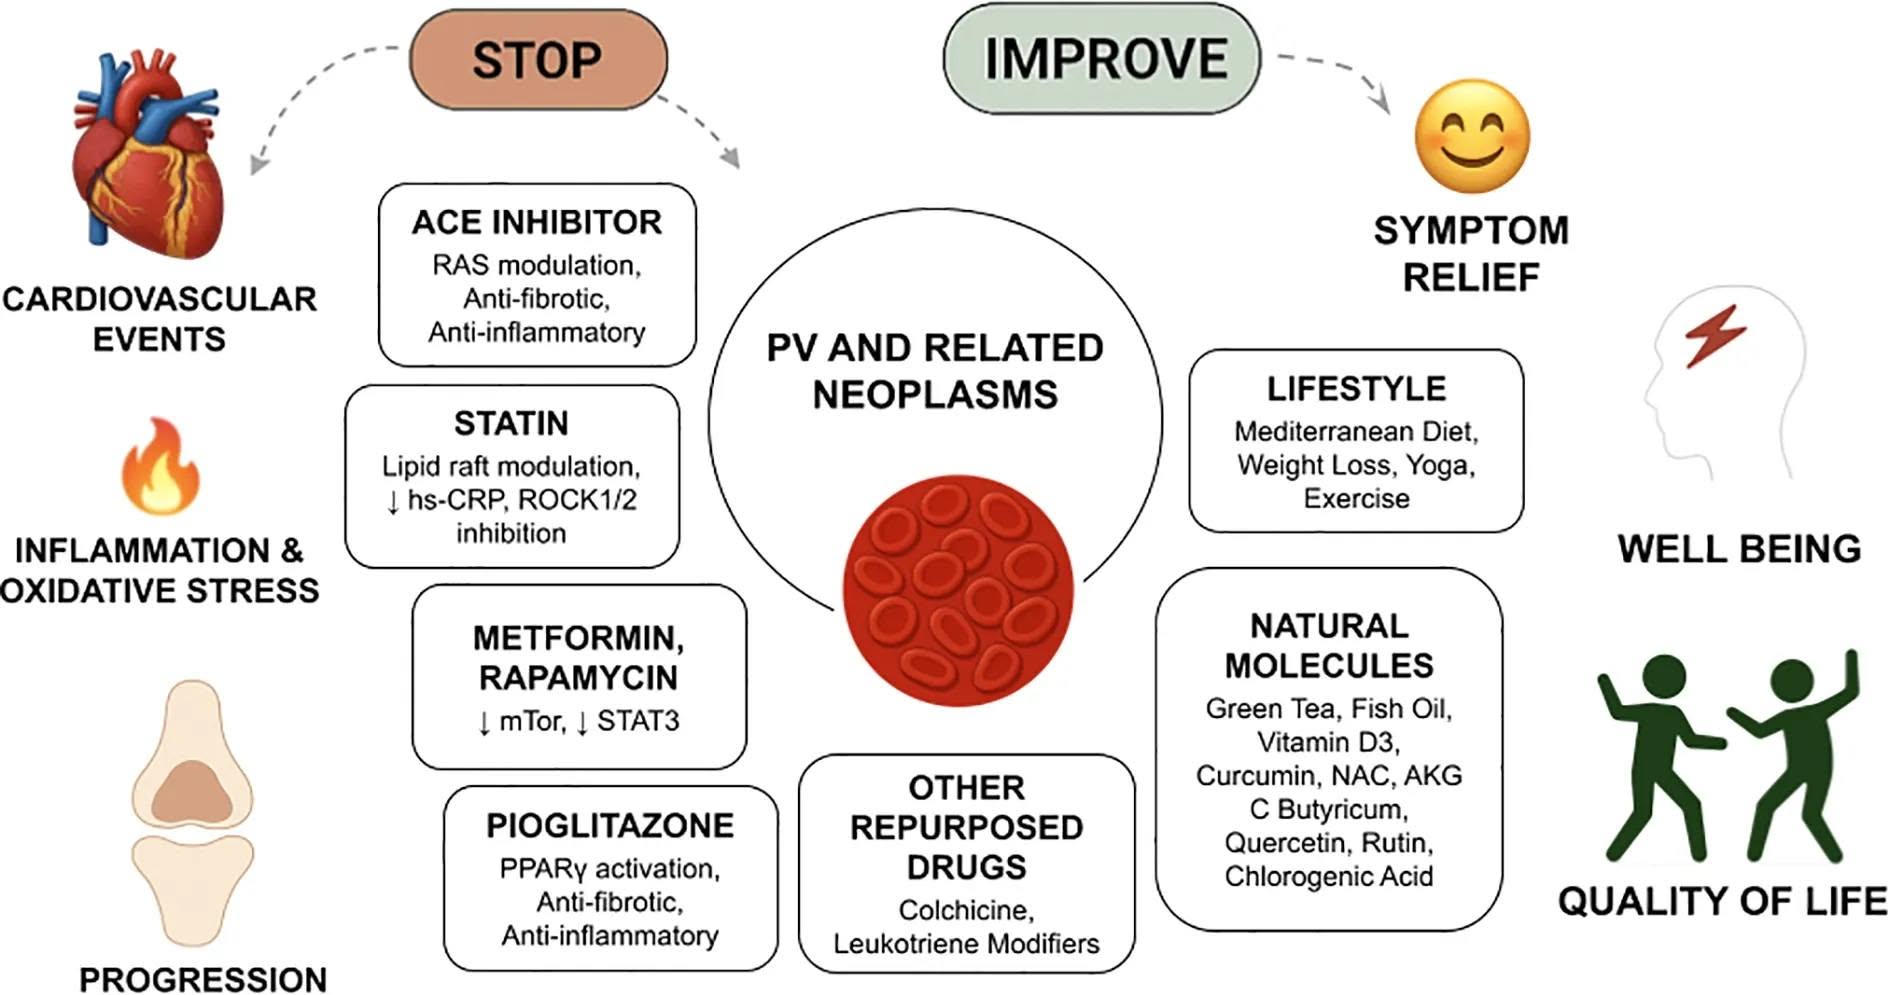 STOP
IMPROVE
CARDIOVASCULAR
EVENTS
INFLAMMATION &
OXIDATIVE STRESS
PROGRESSION
ACE INHIBITOR
RAS modulation,
Anti-fibrotic,
Anti-inflammatory
STATIN
Lipid raft modulation,
↓ hs-CRP, ROCK1/2
inhibition
METFORMIN,
RAPAMYCIN
↓ mTor, ↓ STAT3
PIOGLITAZONE
PPARγ activation,
Anti-fibrotic,
Anti-inflammatory
PV AND RELATED
NEOPLASMS
OTHER
REPURPOSED
DRUGS
Colchicine,
Leukotriene Modifiers
LIFESTYLE
Mediterranean Diet,
Weight Loss, Yoga,
Exercise
NATURAL
MOLECULES
Green Tea, Fish Oil,
Vitamin D3,
Curcumin, NAC, AKG
C Butyricum,
Quercetin, Rutin,
Chlorogenic Acid
SYMPTOM
RELIEF
WELL BEING
QUALITY OF LIFE